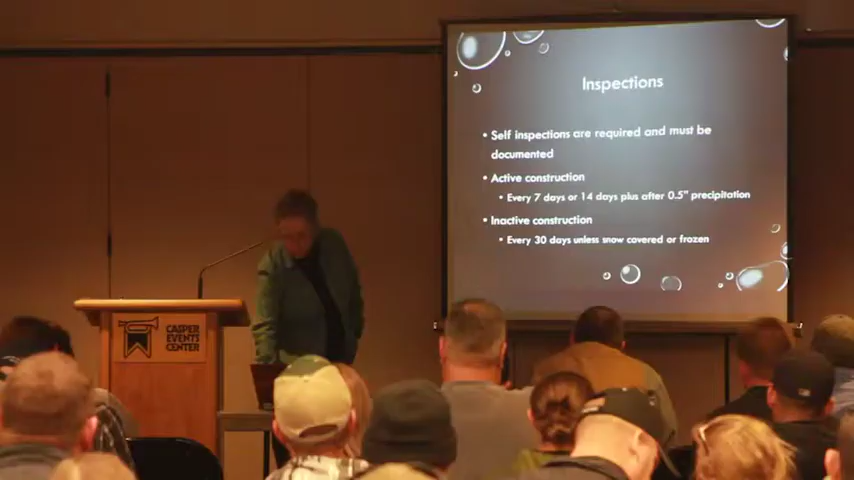 Inspections
• Self inspections are required and must be
documented
• Active construction
• Every 7 days or 14 days plus after 0.5" precipitation
• Inactive construction
• Every 30 days unless snow covered or frozen
CASPER
EVENTS
CENTER